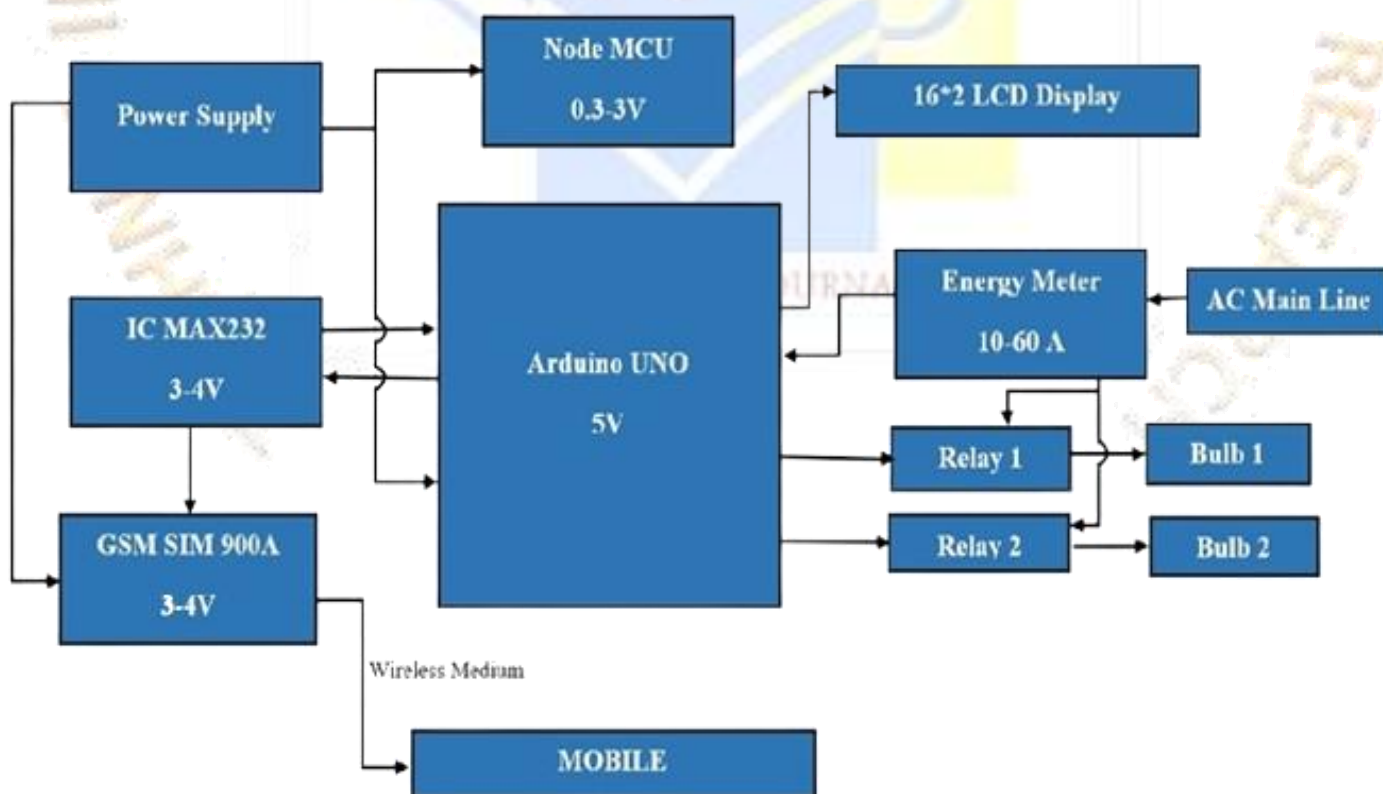 Node MCU
0.3-3V
Power Supply
16*2 LCD Display
IC MAX232
3-4V
Arduino UNO
5V
Energy Meter
10-60 A
AC Main Line
Relay 1
Bulb 1
Relay 2
Bulb 2
GSM SIM 900A
3-4V
Wireless Medium
MOBILE